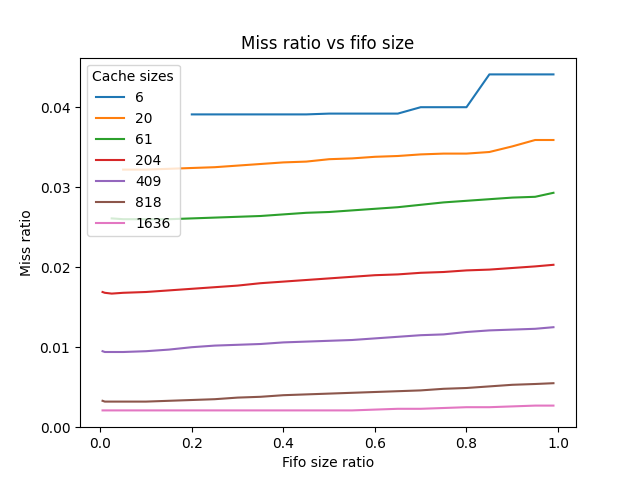 Miss ratio vs fifo size
Cache sizes
6
20
61
204
409
818
1636
Miss ratio
0.04
0.03
0.02
0.01
0.00
0.0 0.2 0.4 0.6 0.8 1.0
Fifo size ratio